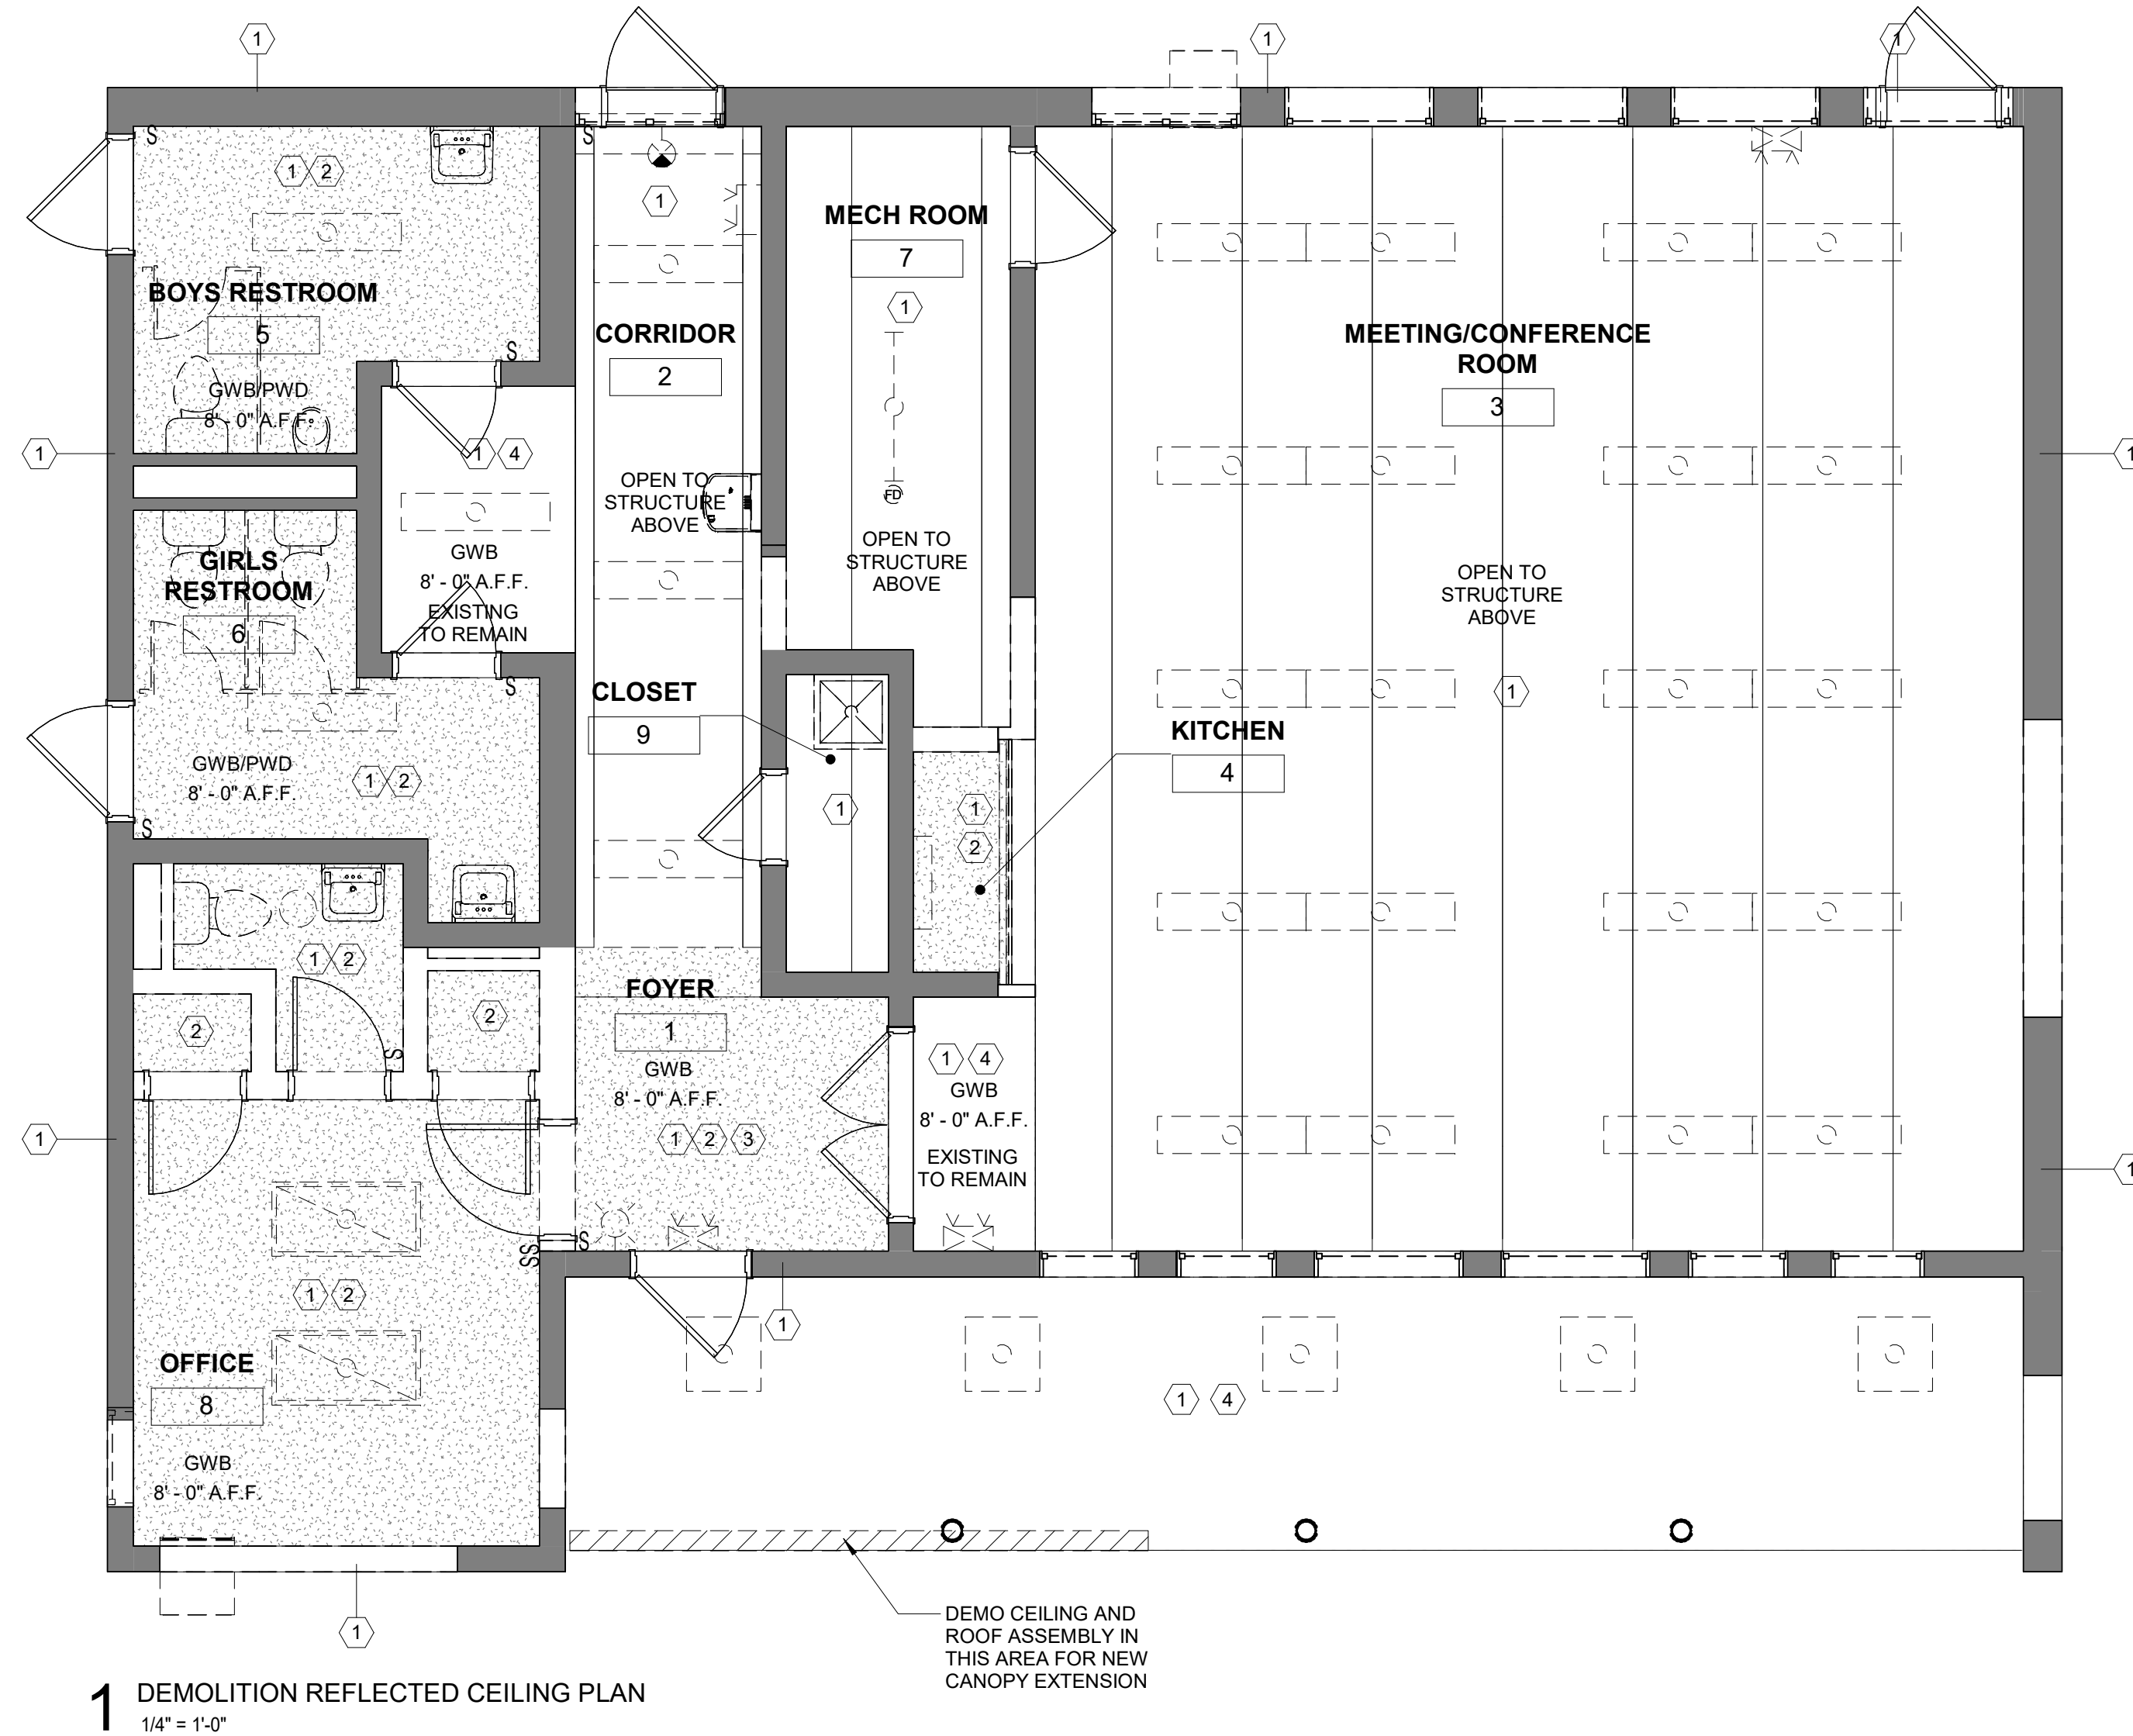 1
1
1
S
S
1
2
1
MECH ROOM
7
BOYS RESTROOM
5
1
CORRIDOR
2
MEETING/CONFERENCE
ROOM
3
S
GWB/PWD
8' - 0" A.F.F.
1
1
4
1
OPEN TO
STRUCTURE
ABOVE
FD
OPEN TO
STRUCTURE
ABOVE
GWB
8' - 0" A.F.F.
EXISTING
TO REMAIN
GIRLS
RESTROOM
6
OPEN TO
STRUCTURE
ABOVE
1
S
CLOSET
9
KITCHEN
4
GWB/PWD
8' - 0" A.F.F.
1
2
S
1
1
2
1
2
FOYER
1
GWB
8' - 0" A.F.F.
1
2
3
2
2
S
1
4
GWB
8' - 0" A.F.F.
EXISTING
TO REMAIN
1
1
S
SS
1
2
1
OFFICE
8
GWB
8' - 0" A.F.F.
1
4
1
DEMO CEILING AND
ROOF ASSEMBLY IN
THIS AREA FOR NEW
CANOPY EXTENSION
1 DEMOLITION REFLECTED CEILING PLAN
1/4" = 1'-0"